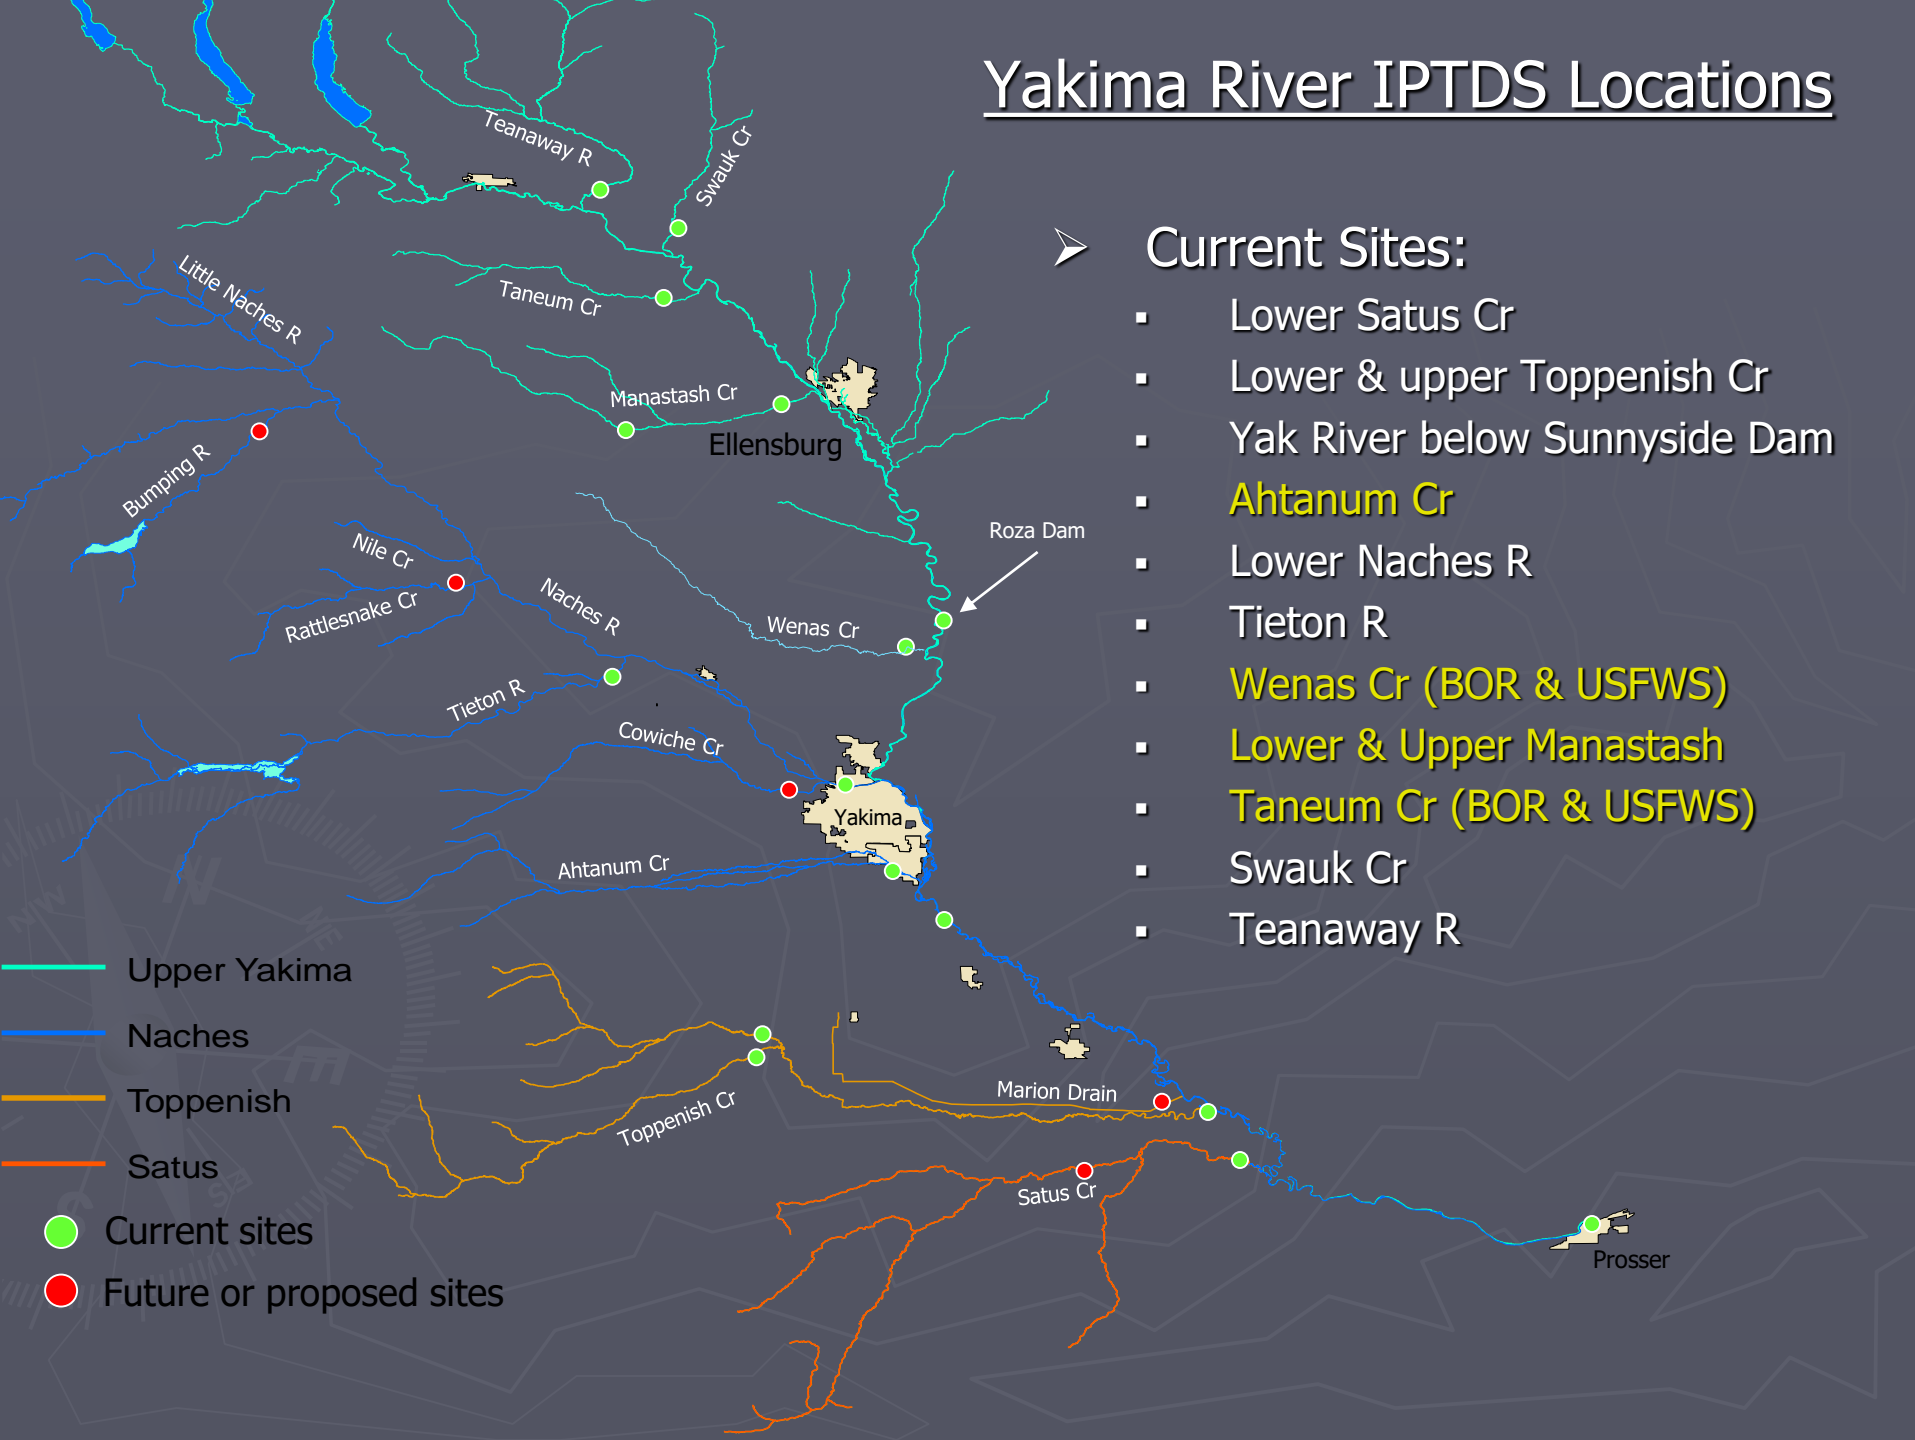 Yakima River IPTDS Locations
Teanaway R
Swauk Cr
Current Sites:
Lower Satus Cr
Lower & upper Toppenish Cr
Yak River below Sunnyside Dam
Ahtanum Cr
Lower Naches R
Tieton R
Wenas Cr (BOR & USFWS)
Lower & Upper Manastash
Taneum Cr (BOR & USFWS)
Swauk Cr
Teanaway R
Little Naches R
Taneum Cr
Manastash Cr
Ellensburg
Bumping R
Roza Dam
Nile Cr
Rattlesnake Cr
Naches R
Wenas Cr
Tieton R
Cowiche Cr
Yakima
Ahtanum Cr
Marion Drain
Toppenish Cr
Satus Cr
Prosser
Upper Yakima
Naches
Toppenish
Satus
Current sites
Future or proposed sites
N
NW
NE
E
SE
S